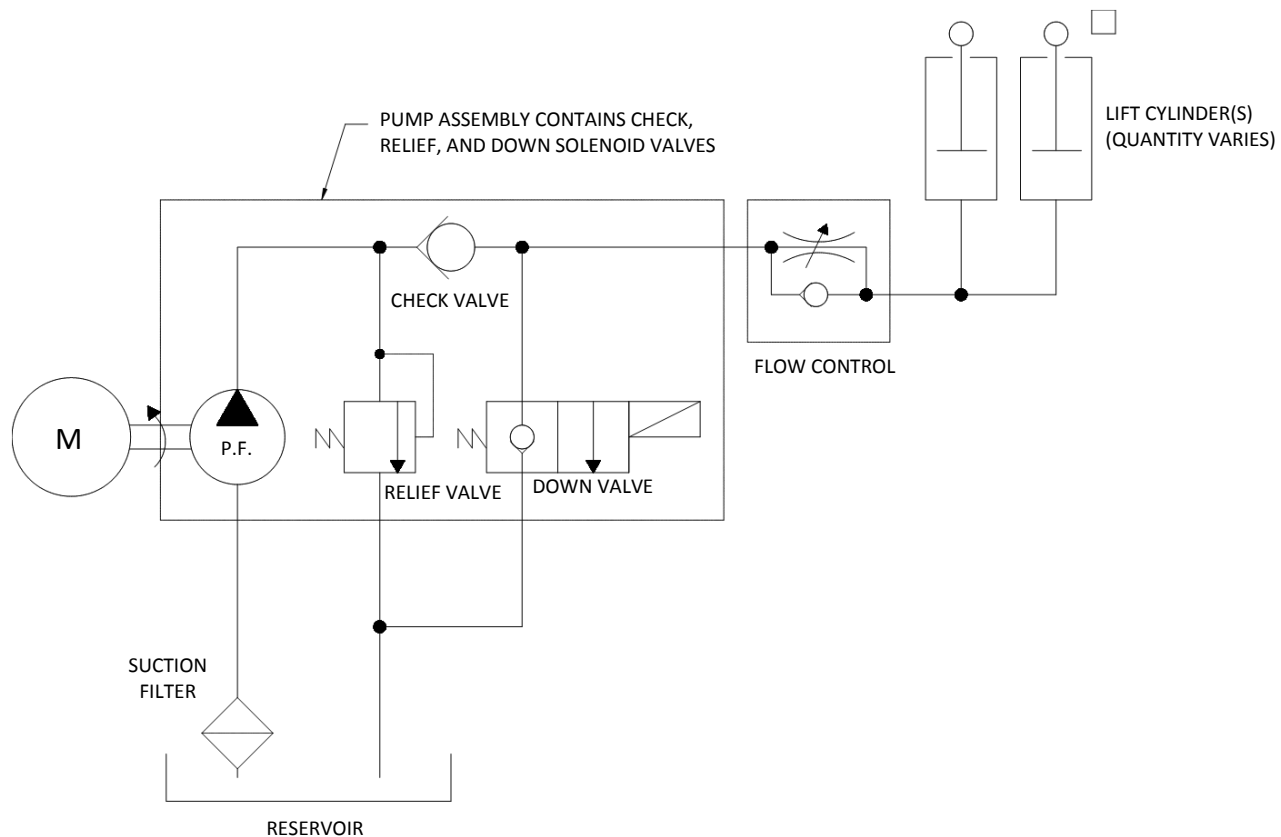 PUMP ASSEMBLY CONTAINS CHECK,
RELIEF, AND DOWN SOLENOID VALVES
LIFT CYLINDER(S)
(QUANTITY VARIES)
CHECK VALVE
FLOW CONTROL
M
P.F.
RELIEF VALVE
DOWN VALVE
SUCTION
FILTER
RESERVOIR